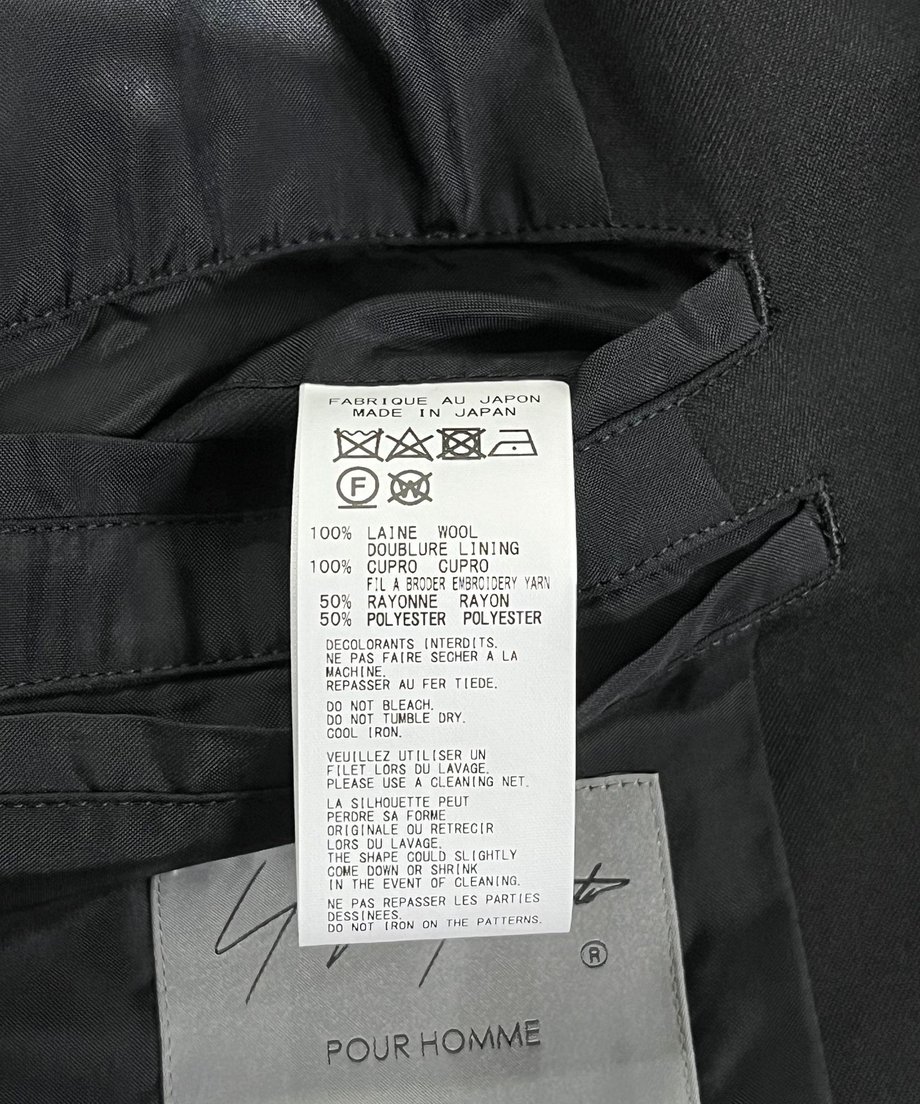 FABRIQUE AU JAPON
MADE IN JAPAN
F W
100% LAINE WOOL
DOUBLURE LINING
100% CUPRO CUPRO
FIL A BRODER EMBROIDERY YARN
50% RAYONNE RAYON
50% POLYESTER POLYESTER
DECOLORANTS INTERDITS.
NE PAS FAIRE SECHER A LA
MACHINE.
REPASSER AU FER TIEDE.
DO NOT BLEACH.
DO NOT TUMBLE DRY.
COOL IRON.
VEUILLEZ UTILISER UN
FILET LORS DU LAVAGE.
PLEASE USE A CLEANING NET.
LA SILHOUETTE PEUT
PERDRE SA FORME
ORIGINALE OU RETRECIR
LORS DU LAVAGE.
THE SHAPE COULD SLIGHTLY
COME DOWN OR SHRINK
IN THE EVENT OF CLEANING.
NE PAS REPASSER LES PARTIES
DESSINEES.
DO NOT IRON ON THE PATTERNS.
®
POUR HOMME